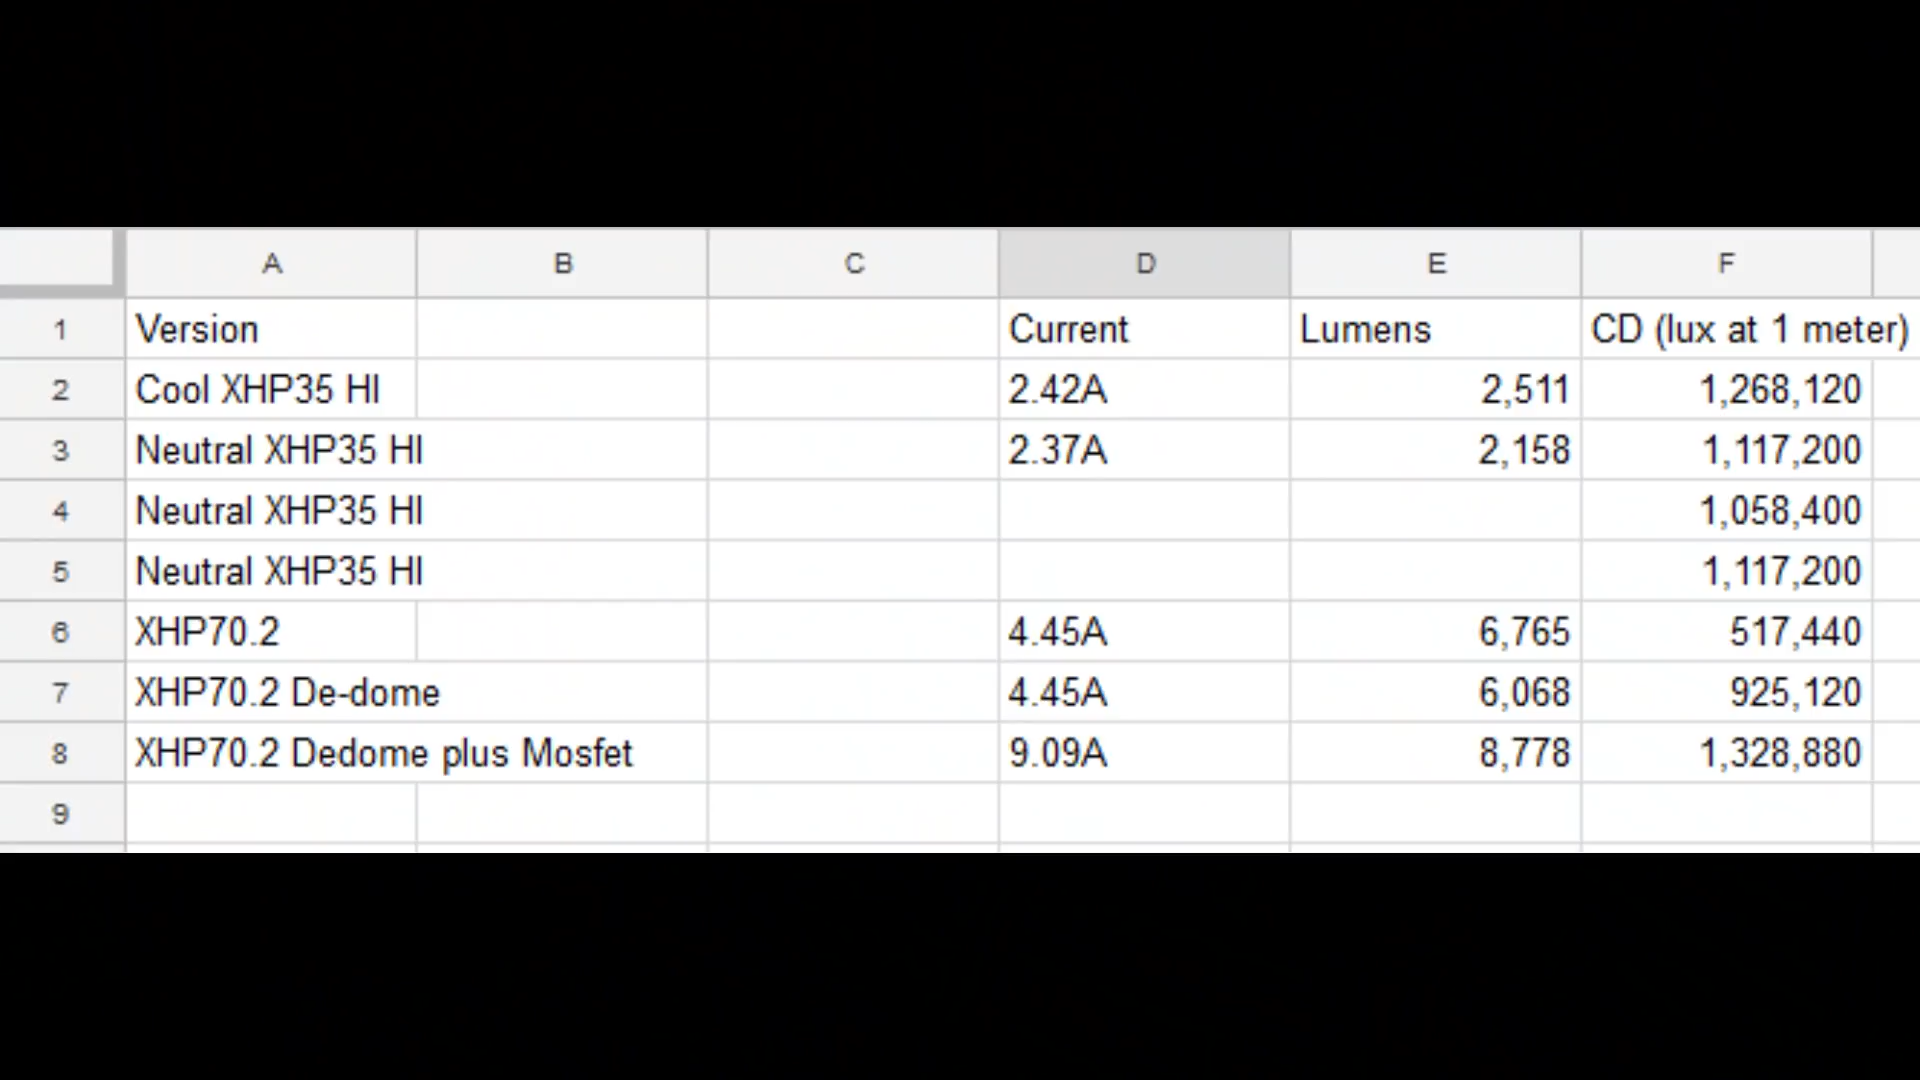 A B C D E F
1 Version Current Lumens CD (lux at 1 meter)
2 Cool XHP35 HI 2.42A 2,511 1,268,120
3 Neutral XHP35 HI 2.37A 2,158 1,117,200
4 Neutral XHP35 HI 1,058,400
5 Neutral XHP35 HI 1,117,200
6 XHP70.2 4.45A 6,765 517,440
7 XHP70.2 De-dome 4.45A 6,068 925,120
8 XHP70.2 Dedome plus Mosfet 9.09A 8,778 1,328,880
9